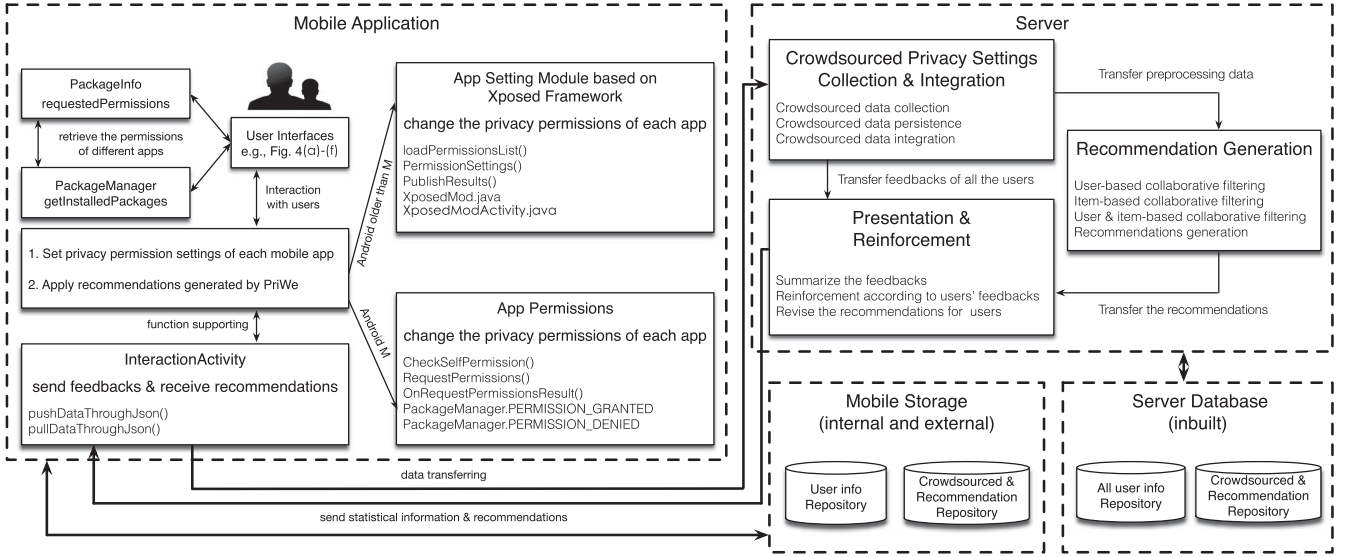 Mobile Application
PackageInfo
requestedPermissions
retrieve the permissions
of different apps
PackageManager
getInstalledPackages
User Interfaces
e.g., Fig. 4(a)-(f)
Interaction
with users
1. Set privacy permission settings of each mobile app
2. Apply recommendations generated by PriWe
function supporting
InteractionActivity
send feedbacks & receive recommendations
pushDataThroughJson()
pullDataThroughJson()
Android older than M
Android M
App Setting Module based on
Xposed Framework
change the privacy permissions of each app
loadPermissionsList()
PermissionSettings()
PublishResults()
XposedMod.java
XposedModActivity.java
App Permissions
change the privacy permissions of each app
CheckSelfPermission()
RequestPermissions()
OnRequestPermissionsResult()
PackageManager.PERMISSION_GRANTED
PackageManager.PERMISSION_DENIED
data transferring
send statistical information & recommendations
Server
Crowdsourced Privacy Settings
Collection & Integration
Crowdsourced data collection
Crowdsourced data persistence
Crowdsourced data integration
Transfer preprocessing data
Transfer feedbacks of all the users
Recommendation Generation
User-based collaborative filtering
Item-based collaborative filtering
User & item-based collaborative filtering
Recommendations generation
Presentation &
Reinforcement
Summarize the feedbacks
Reinforcement according to users' feedbacks
Revise the recommendations for users
Transfer the recommendations
Mobile Storage
(internal and external)
User info
Repository
Crowdsourced &
Recommendation
Repository
Server Database
(inbuilt)
All user info
Repository
Crowdsourced &
Recommendation
Repository